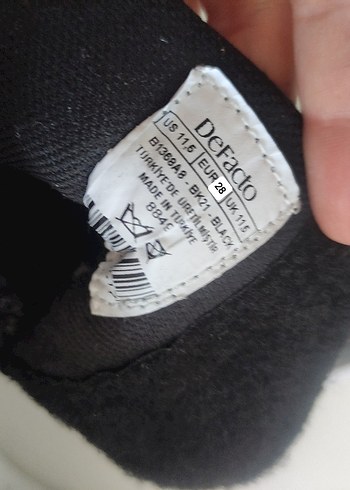 DeFacto
US 11,5 EUR 28 UK 11,5
B1368A8 - BK21 - BLACK
TÜRKİYE'DE ÜRETİLMİŞTİR
MADE IN TÜRKİYE